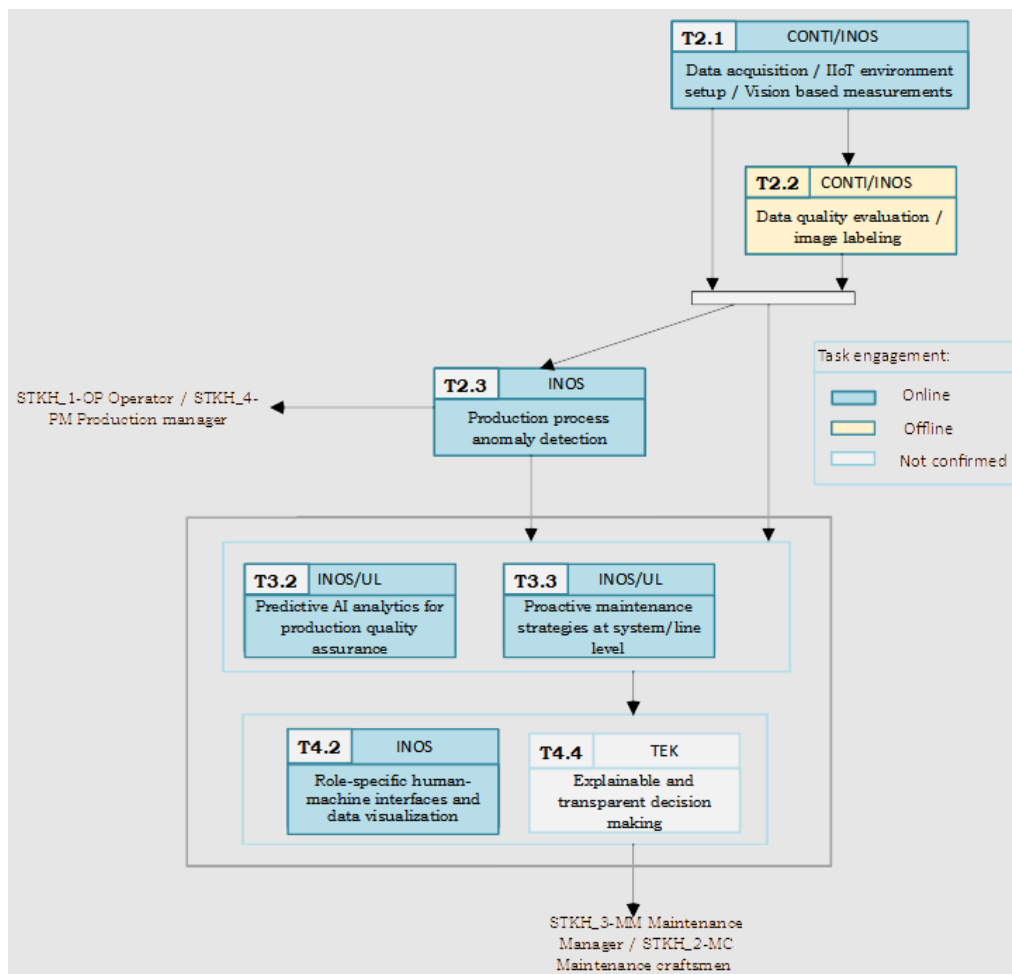 T2.1 CONTI/INOS
Data acquisition / IIoT environment
setup / Vision based measurements
T2.2 CONTI/INOS
Data quality evaluation /
image labeling
Task engagement:
Online
Offline
Not confirmed
T2.3 INOS
Production process
anomaly detection
STKH_1-OP Operator / STKH_4-
PM Production manager
T3.2 INOS/UL
Predictive AI analytics for
production quality
assurance
T3.3 INOS/UL
Proactive maintenance
strategies at system/line
level
T4.2 INOS
Role-specific human-
machine interfaces and
data visualization
T4.4 TEK
Explainable and
transparent decision
making
STKH_3-MM Maintenance
Manager / STKH_2-MC
Maintenance craftsmen